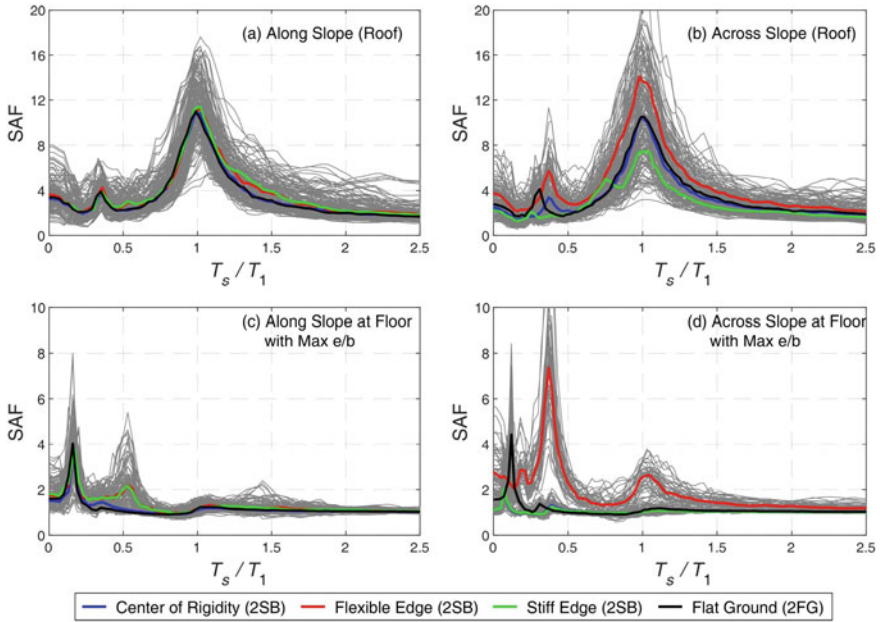 (a) Along Slope (Roof)
20
16
12
8
4
0
SAF
0 0.5 1 1.5 2 2.5
T_s / T_1
(b) Across Slope (Roof)
20
16
12
8
4
0
SAF
0 0.5 1 1.5 2 2.5
T_s / T_1
(c) Along Slope at Floor
with Max e/b
10
8
6
4
2
0
SAF
0 0.5 1 1.5 2 2.5
T_s / T_1
(d) Across Slope at Floor
with Max e/b
10
8
6
4
2
0
SAF
0 0.5 1 1.5 2 2.5
T_s / T_1
Center of Rigidity (2SB) Flexible Edge (2SB) Stiff Edge (2SB) Flat Ground (2FG)